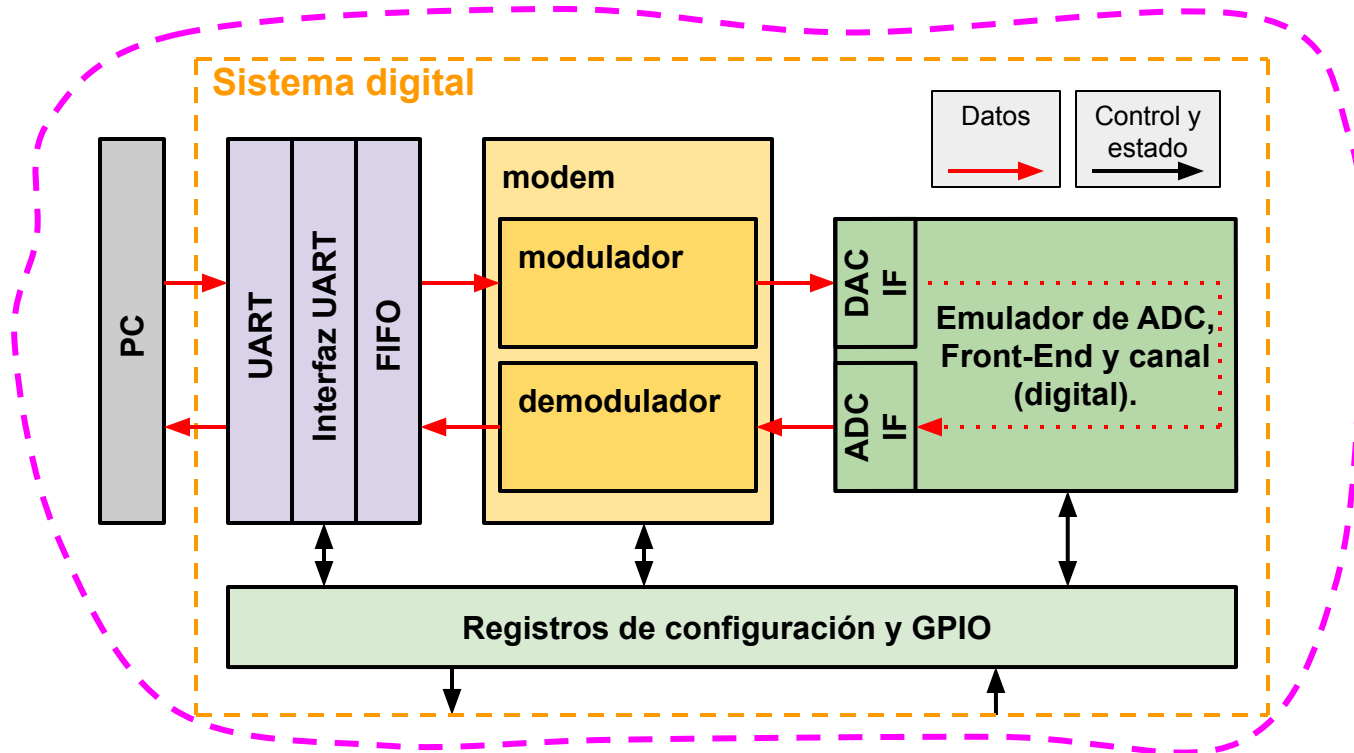 Sistema digital
Datos
Control y
estado
PC
UART
Interfaz UART
FIFO
modem
modulador
demodulador
DAC
IF
ADC
IF
Emulador de ADC,
Front-End y canal
(digital).
Registros de configuración y GPIO